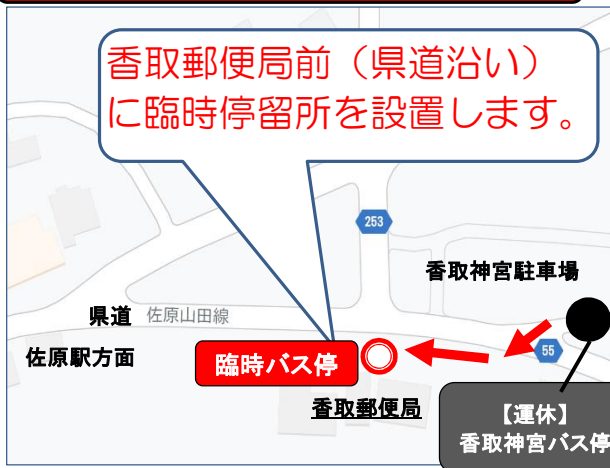 香取郵便局前（県道沿い）
に臨時停留所を設置します。
253
香取神宮駐車場
県道 佐原山田線
佐原駅方面
臨時バス停
55
香取郵便局
【運休】
香取神宮バス停